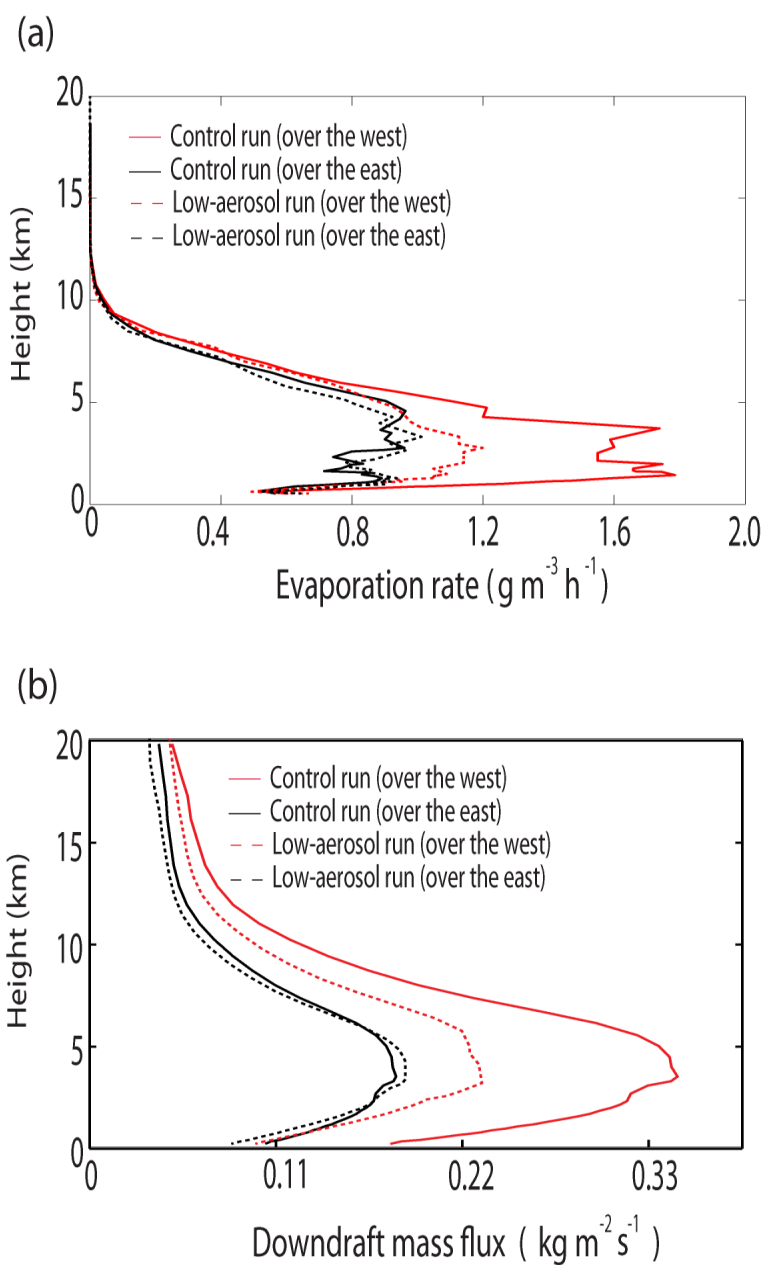 (a)
20
15
10
5
0
Height (km)
Control run (over the west)
Control run (over the east)
Low-aerosol run (over the west)
Low-aerosol run (over the east)
0 0.4 0.8 1.2 1.6 2.0
Evaporation rate (g m-3 h-1)
(b)
20
15
10
5
0
Height (km)
Control run (over the west)
Control run (over the east)
Low-aerosol run (over the west)
Low-aerosol run (over the east)
0 0.11 0.22 0.33
Downdraft mass flux ( kg m-2 s-1 )